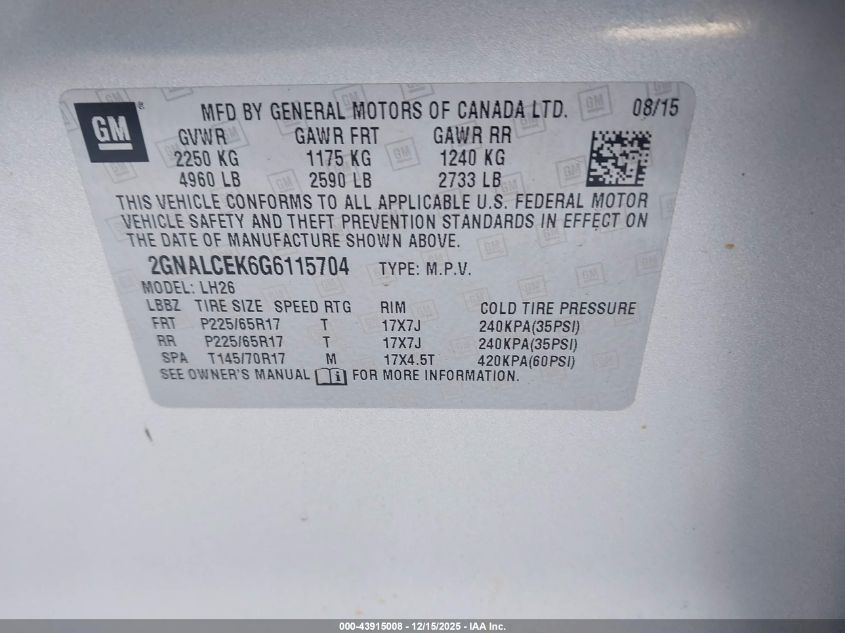 GM ® MFD BY GENERAL MOTORS OF CANADA LTD. 08/15
GVWR GAWR FRT GAWR RR
2250 KG 1175 KG 1240 KG
4960 LB 2590 LB 2733 LB
THIS VEHICLE CONFORMS TO ALL APPLICABLE U.S. FEDERAL MOTOR
VEHICLE SAFETY AND THEFT PREVENTION STANDARDS IN EFFECT ON
THE DATE OF MANUFACTURE SHOWN ABOVE.
2GNALCEK6G6115704 TYPE: M.P.V.
MODEL: LH26
LBBZ TIRE SIZE SPEED RTG RIM COLD TIRE PRESSURE
FRT P225/65R17 T 17X7J 240KPA(35PSI)
RR P225/65R17 T 17X7J 240KPA(35PSI)
SPA T145/70R17 M 17X4.5T 420KPA(60PSI)
SEE OWNER'S MANUAL FOR MORE INFORMATION.
000-43915008 - 12/15/2025 - IAA Inc.